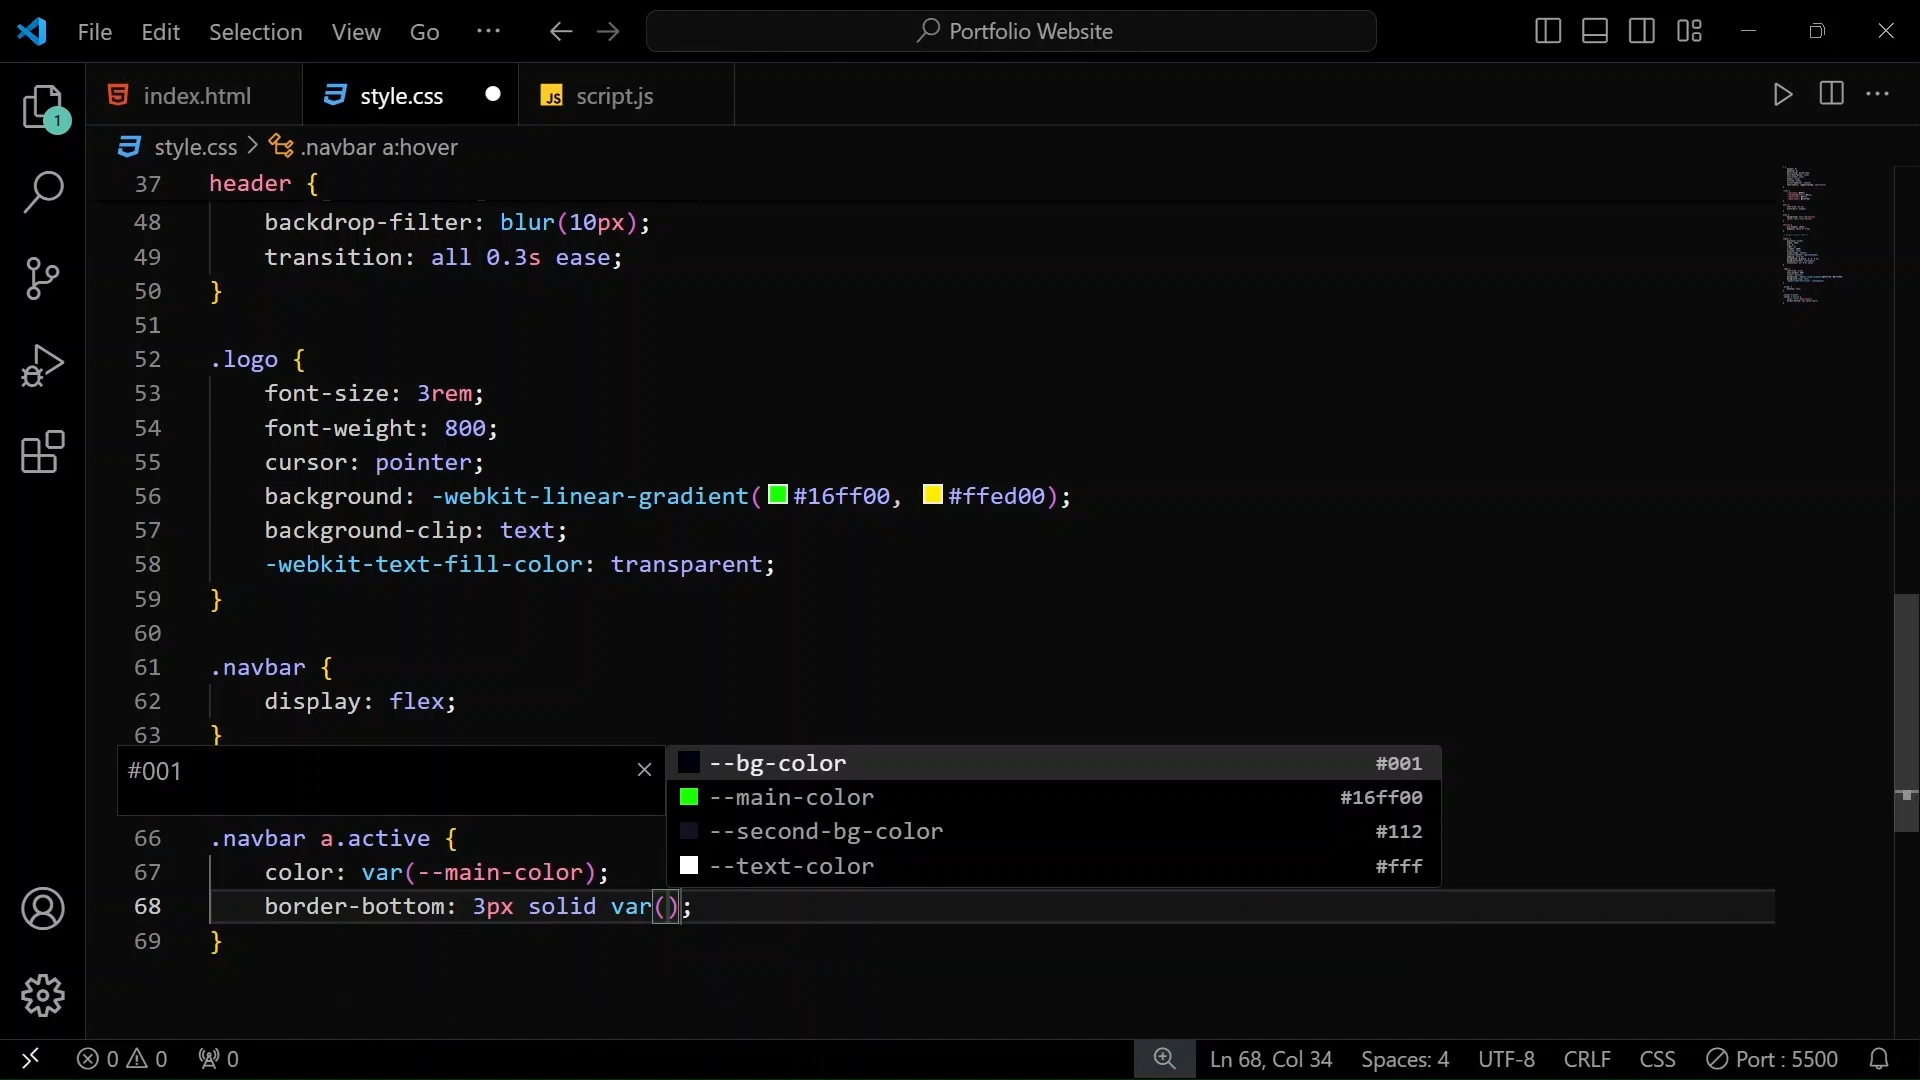 File Edit Selection View Go ··· Portfolio Website
index.html style.css script.js
1
style.css > .navbar a:hover
37 header {
48 backdrop-filter: blur(10px);
49 transition: all 0.3s ease;
50 }
51
52 .logo {
53 font-size: 3rem;
54 font-weight: 800;
55 cursor: pointer;
56 background: -webkit-linear-gradient(#16ff00, #ffed00);
57 background-clip: text;
58 -webkit-text-fill-color: transparent;
59 }
60
61 .navbar {
62 display: flex;
63 }
#001
--bg-color #001
--main-color #16ff00
--second-bg-color #112
--text-color #fff
66 .navbar a.active {
67 color: var(--main-color);
68 border-bottom: 3px solid var();
69 }
0 0 0 Ln 68, Col 34 Spaces: 4 UTF-8 CRLF CSS Port : 5500